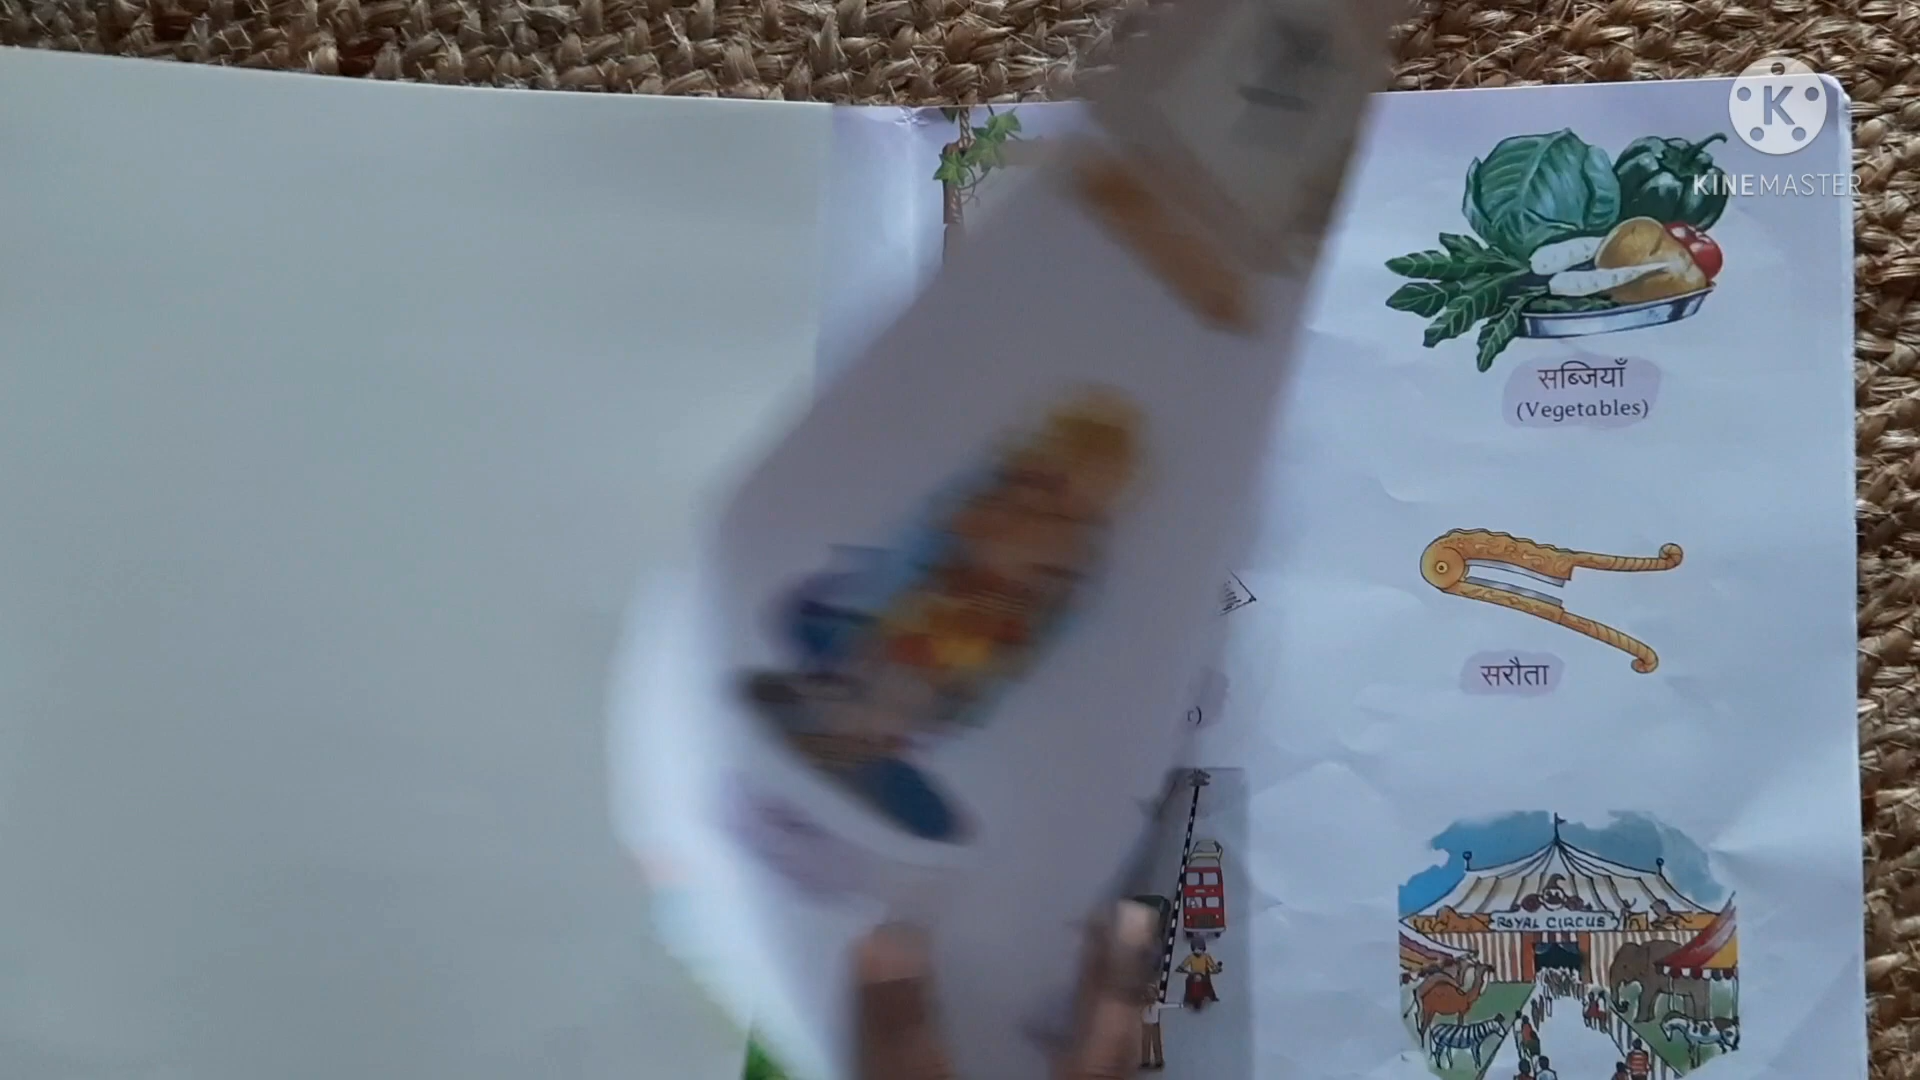 K
KINEMASTER
सब्जियाँ
(Vegetables)
सरौता
r)
ROYAL CIRCUS